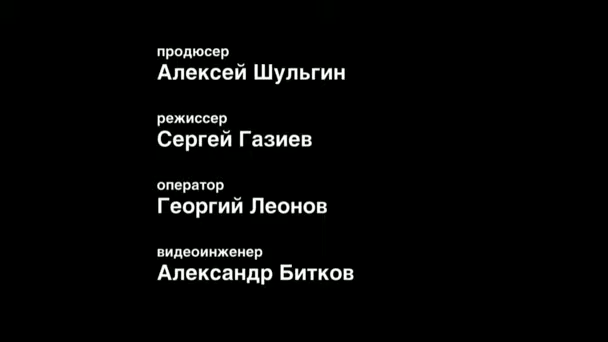 продюсер
Алексей Шульгин
режиссер
Сергей Газиев
оператор
Георгий Леонов
видеоинженер
Александр Битков